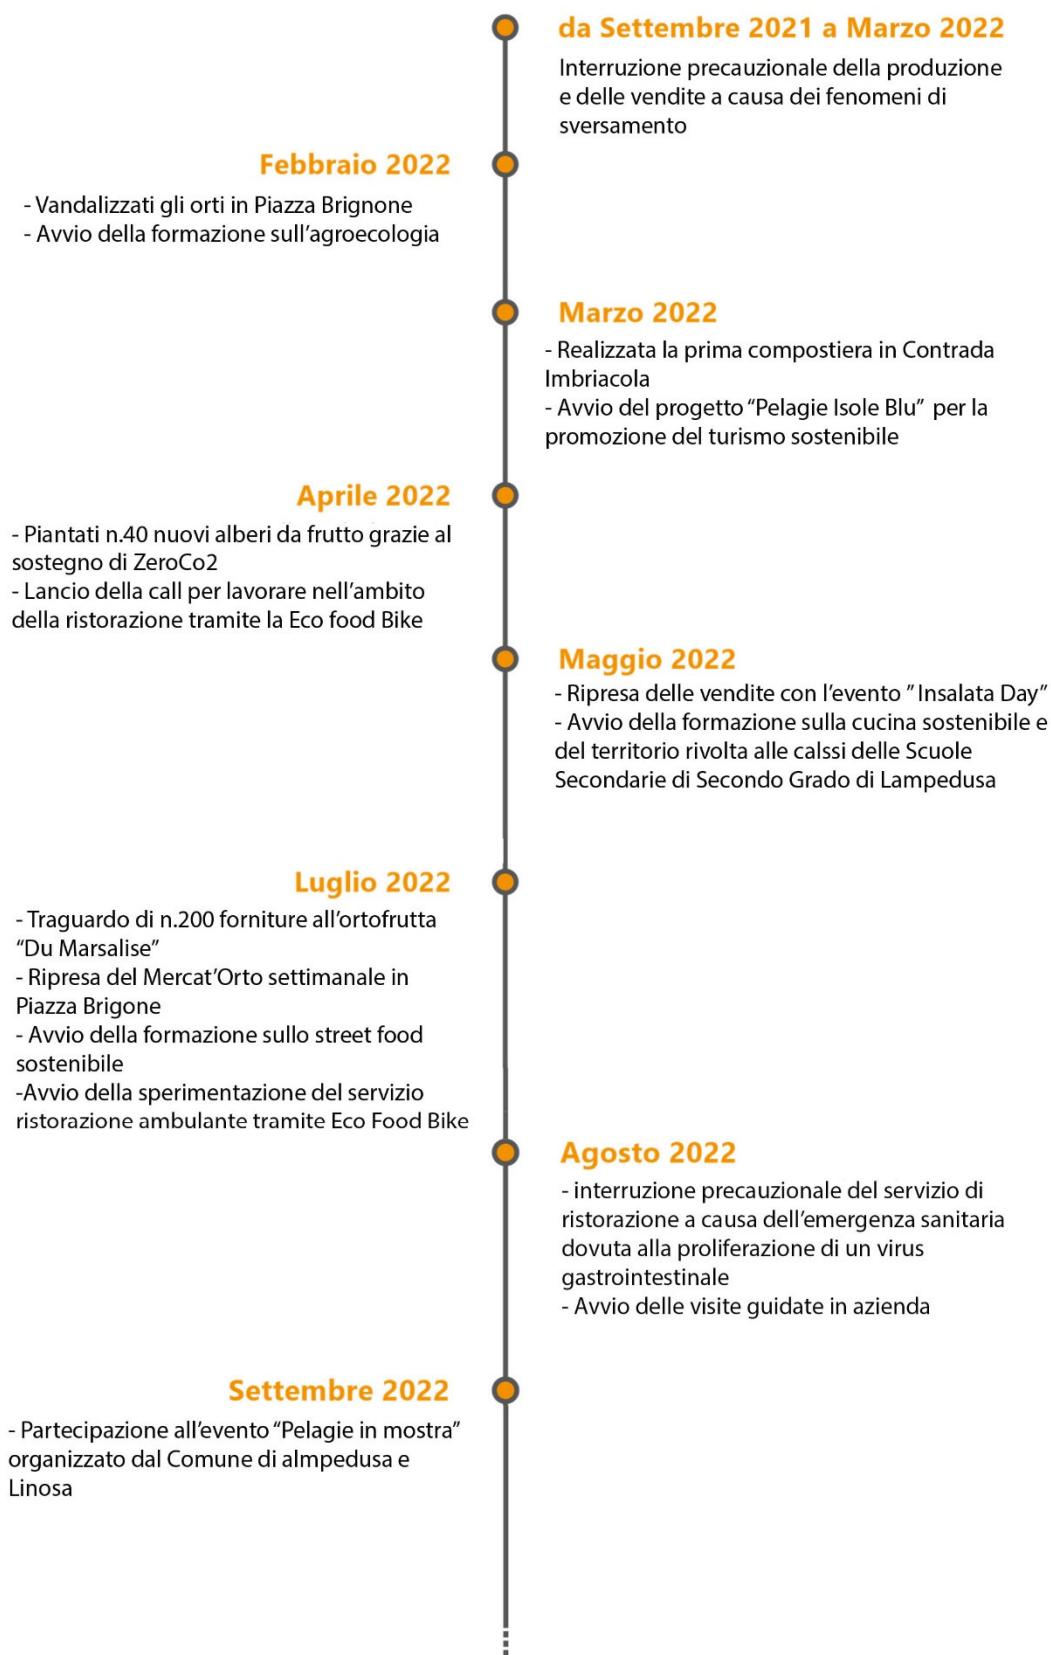 da Settembre 2021 a Marzo 2022
Interruzione precauzionale della produzione
e delle vendite a causa dei fenomeni di
sversamento
Febbraio 2022
- Vandalizzati gli orti in Piazza Brignone
- Avvio della formazione sull'agroecologia
Marzo 2022
- Realizzata la prima compostiera in Contrada
Imbriacola
- Avvio del progetto “Pelagie Isole Blu” per la
promozione del turismo sostenibile
Aprile 2022
- Piantati n.40 nuovi alberi da frutto grazie al
sostegno di ZeroCo2
- Lancio della call per lavorare nell'ambito
della ristorazione tramite la Eco food Bike
Maggio 2022
- Ripresa delle vendite con l'evento ” Insalata Day”
- Avvio della formazione sulla cucina sostenibile e
del territorio rivolta alle calssi delle Scuole
Secondarie di Secondo Grado di Lampedusa
Luglio 2022
- Traguardo di n.200 forniture all'ortofrutta
“Du Marsalise”
- Ripresa del Mercat'Orto settimanale in
Piazza Brigone
- Avvio della formazione sullo street food
sostenibile
-Avvio della sperimentazione del servizio
ristorazione ambulante tramite Eco Food Bike
Agosto 2022
- interruzione precauzionale del servizio di
ristorazione a causa dell'emergenza sanitaria
dovuta alla proliferazione di un virus
gastrointestinale
- Avvio delle visite guidate in azienda
Settembre 2022
- Partecipazione all'evento “Pelagie in mostra”
organizzato dal Comune di almpedusa e
Linosa